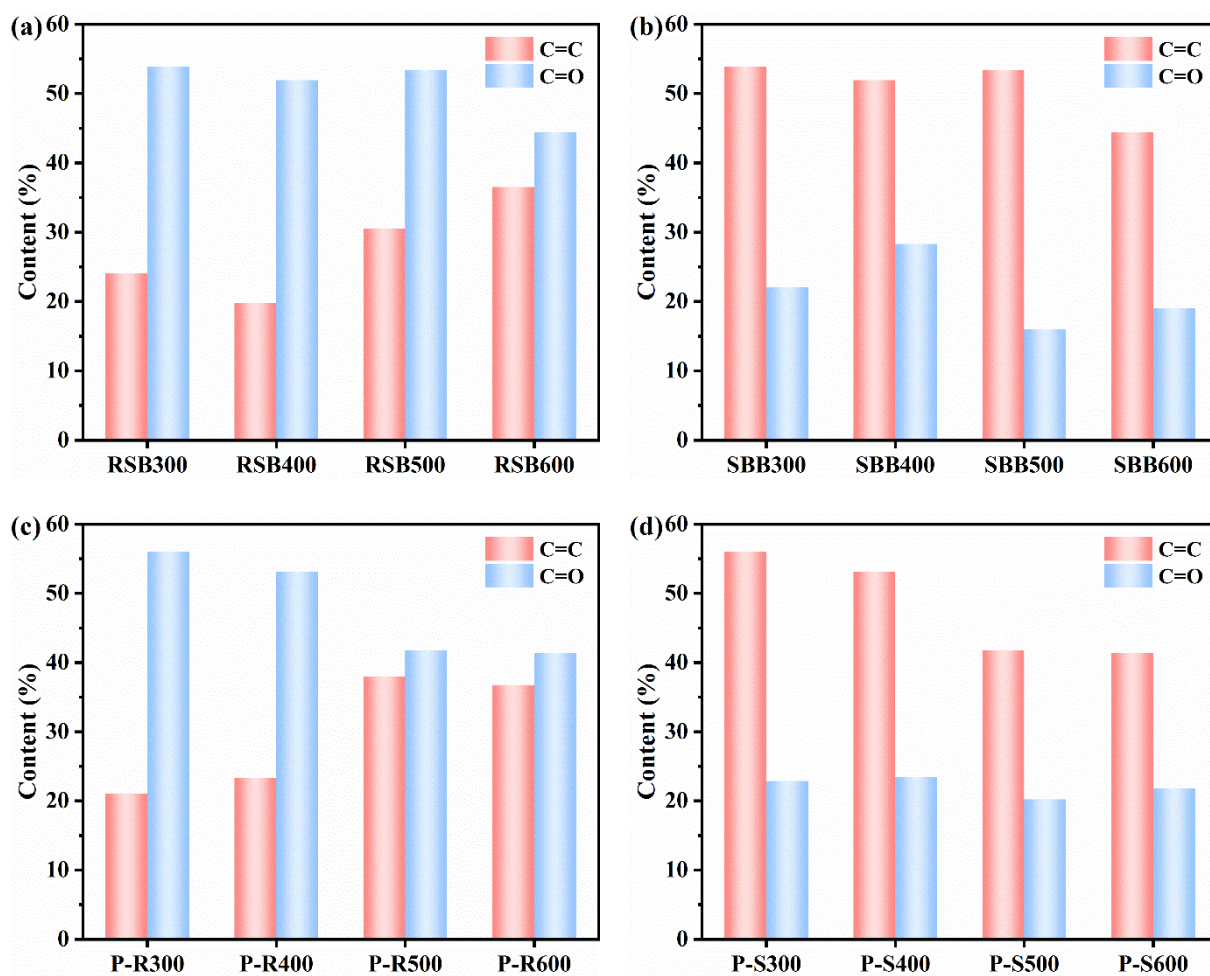 (a)
C=C
C=O
Content (%)
60
50
40
30
20
10
0
RSB300 RSB400 RSB500 RSB600
(b)
C=C
C=O
Content (%)
60
50
40
30
20
10
0
SBB300 SBB400 SBB500 SBB600
(c)
C=C
C=O
Content (%)
60
50
40
30
20
10
0
P-R300 P-R400 P-R500 P-R600
(d)
C=C
C=O
Content (%)
60
50
40
30
20
10
0
P-S300 P-S400 P-S500 P-S600